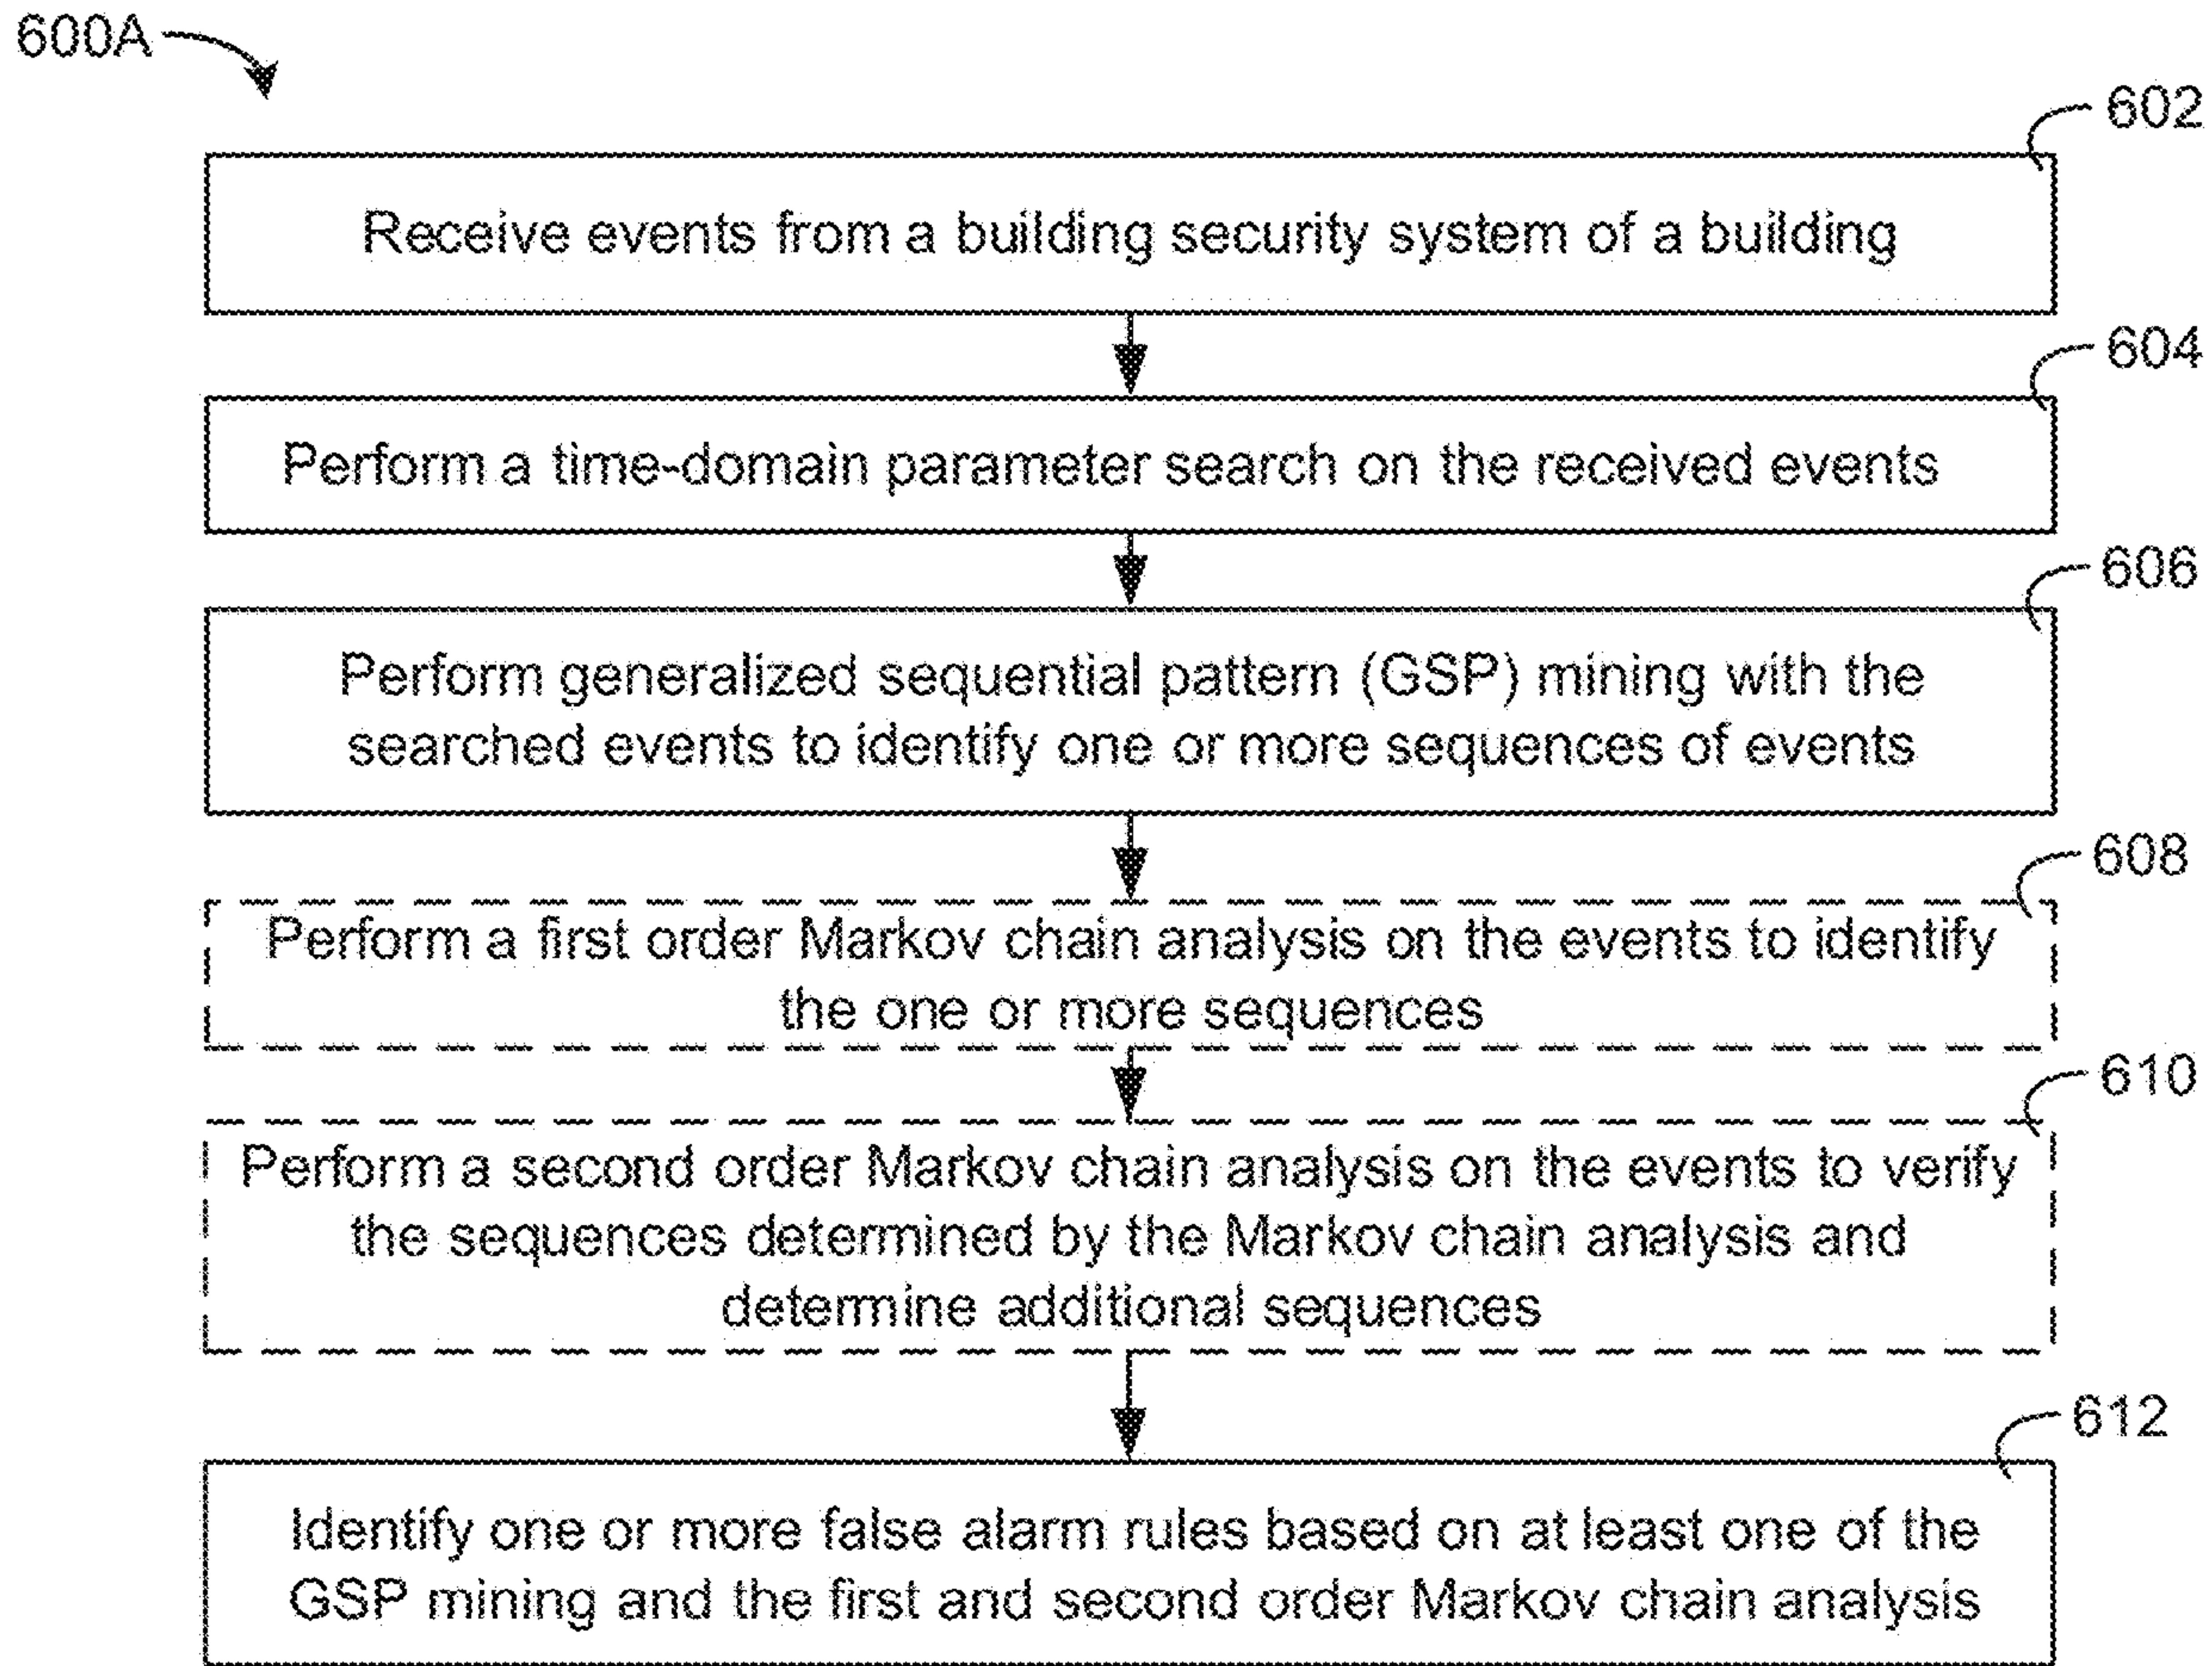 600A
602
Receive events from a building security system of a building
604
Perform a time-domain parameter search on the received events
606
Perform generalized sequential pattern (GSP) mining with the
searched events to identify one or more sequences of events
608
Perform a first order Markov chain analysis on the events to identify
the one or more sequences
610
Perform a second order Markov chain analysis on the events to verify
the sequences determined by the Markov chain analysis and
determine additional sequences
612
Identify one or more false alarm rules based on at least one of the
GSP mining and the first and second order Markov chain analysis